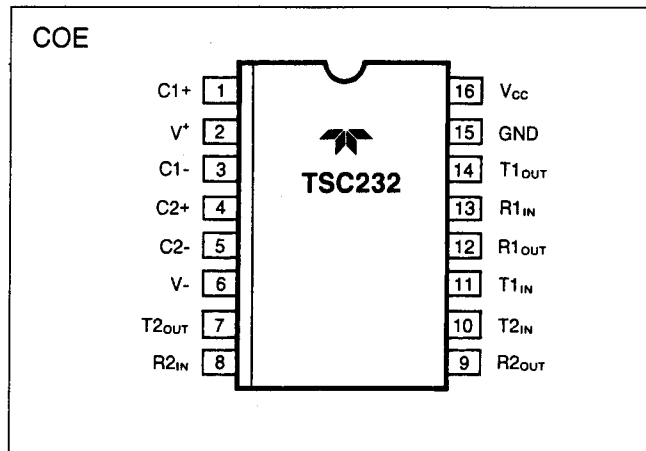 COE
C1+ 1
V+ 2
C1- 3
C2+ 4
C2- 5
V- 6
T2OUT 7
R2IN 8
TSC232
16 VCC
15 GND
14 T1OUT
13 R1IN
12 R1OUT
11 T1IN
10 T2IN
9 R2OUT